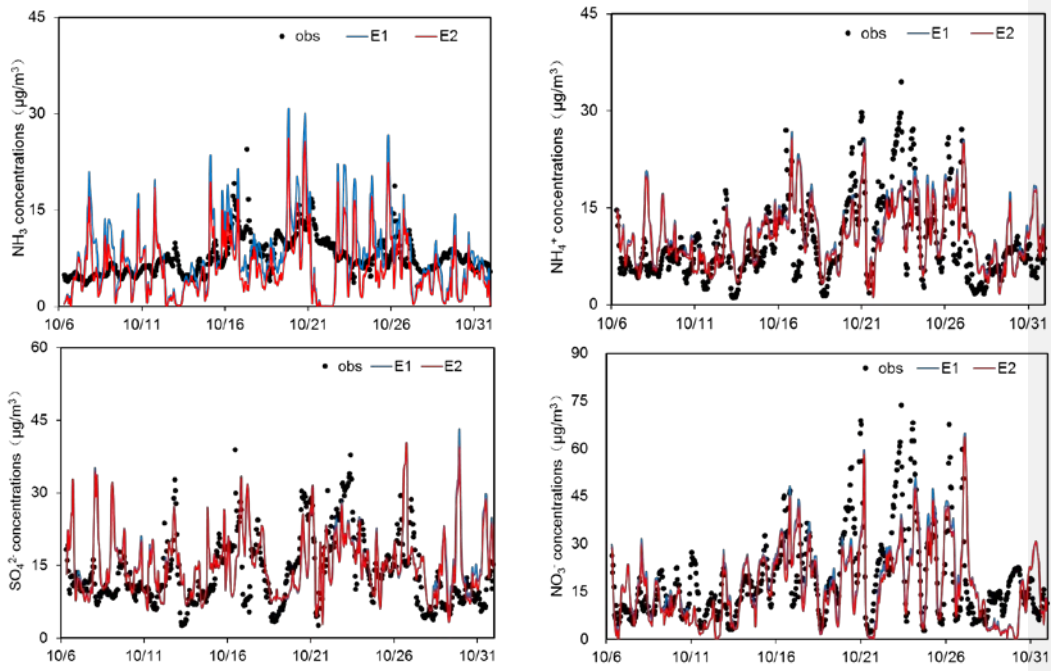 45
30
15
0
NH₃ concentrations (μg/m³)
obs E1 E2
10/6 10/11 10/16 10/21 10/26 10/31
45
30
15
0
NH₄⁺ concentrations (μg/m³)
obs E1 E2
10/6 10/11 10/16 10/21 10/26 10/31
60
45
30
15
0
SO₄²⁻ concentrations (μg/m³)
obs E1 E2
10/6 10/11 10/16 10/21 10/26 10/31
90
75
60
45
30
15
0
NO₃⁻ concentrations (μg/m³)
obs E1 E2
10/6 10/11 10/16 10/21 10/26 10/31